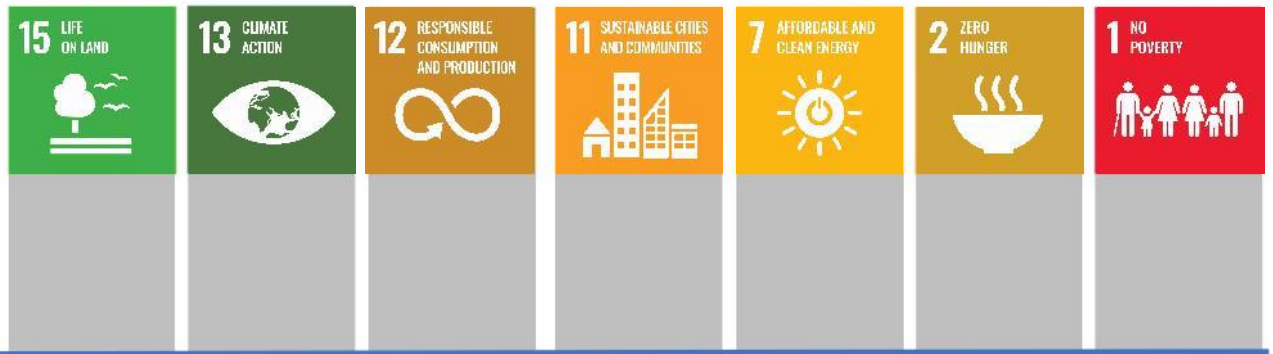 15 LIFE
ON LAND
13 CLIMATE
ACTION
12 RESPONSIBLE
CONSUMPTION
AND PRODUCTION
11 SUSTAINABLE CITIES
AND COMMUNITIES
7 AFFORDABLE AND
CLEAN ENERGY
2 ZERO
HUNGER
1 NO
POVERTY